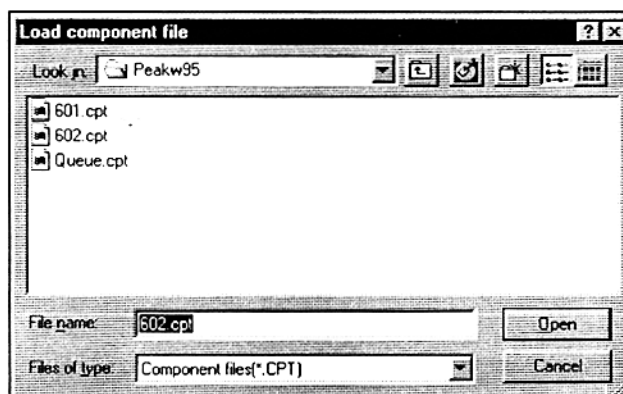 Load component file
Look in: Peakw95
601.cpt
602.cpt
Queue.cpt
File name: 602.cpt Open
Files of type: Component files(*.CPT) Cancel